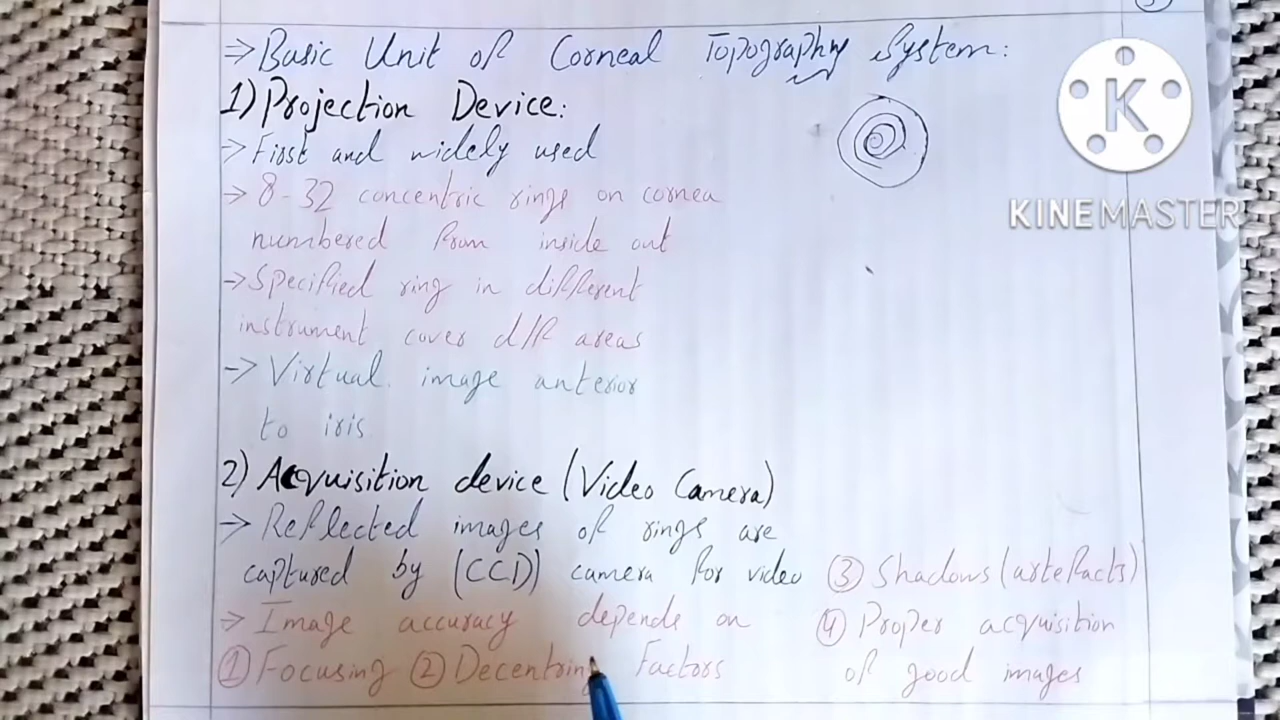 ⇒ Basic Unit of Corneal Topography System:
1) Projection Device:
→ First and widely used
→ 8-32 concentric rings on cornea
numbered from inside out
→ Specified ring in different
instrument cover d/f areas
→ Virtual image anterior
to iris
2) Acquisition device (Video Camera)
→ Reflected images of rings are
captured by (CCD) camera for video
→ Image accuracy depends on
① Focusing ② Decentring Factors
③ Shadows (artefacts)
④ Proper acquisition
of good images
K
KINEMASTER